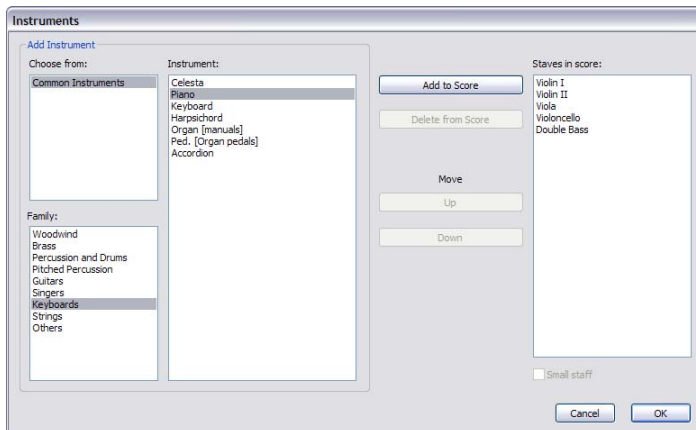 Instruments
Add Instrument
Choose from:
Common Instruments
Family:
Woodwind
Brass
Percussion and Drums
Pitched Percussion
Guitars
Singers
Keyboards
Strings
Others
Instrument:
Celesta
Piano
Keyboard
Harpsichord
Organ [manuals]
Ped. [Organ pedals]
Accordion
Add to Score
Delete from Score
Move
Up
Down
Staves in score:
Violin I
Violin II
Viola
Violoncello
Double Bass
Small staff
Cancel
OK